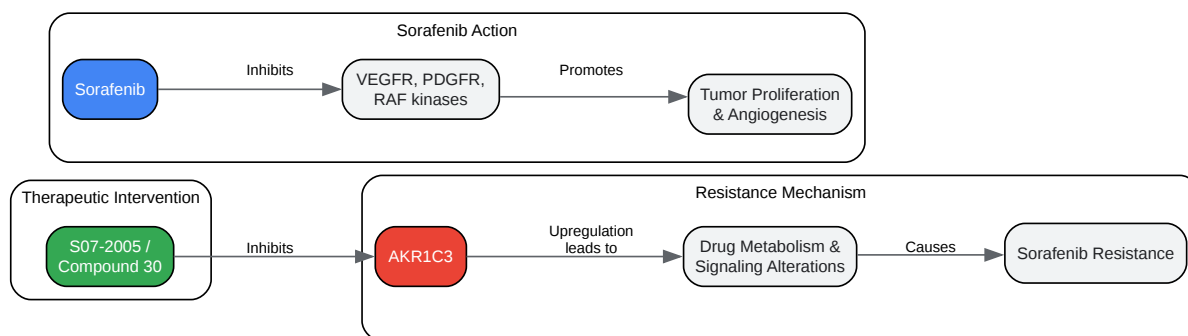 Sorafenib Action
Sorafenib
Inhibits
VEGFR, PDGFR,
RAF kinases
Promotes
Tumor Proliferation
& Angiogenesis
Therapeutic Intervention
S07-2005 /
Compound 30
Inhibits
Resistance Mechanism
AKR1C3
Upregulation
leads to
Drug Metabolism &
Signaling Alterations
Causes
Sorafenib Resistance